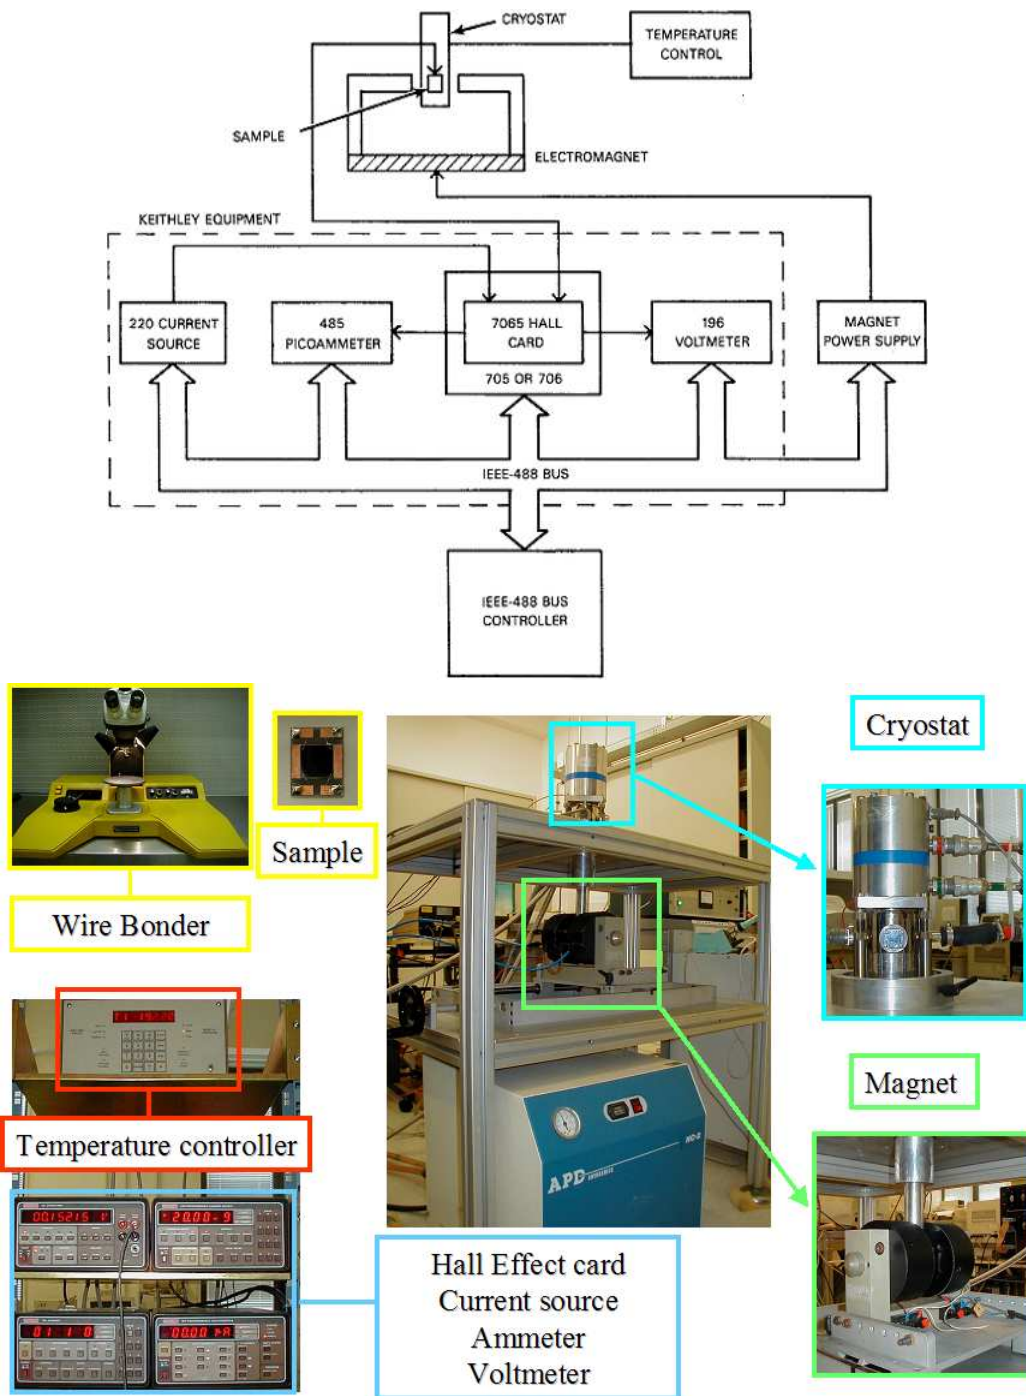 CRYOSTAT
TEMPERATURE
CONTROL
SAMPLE
ELECTROMAGNET
KEITHLEY EQUIPMENT
220 CURRENT
SOURCE
485
PICOAMMETER
7065 HALL
CARD
705 OR 706
196
VOLTMETER
MAGNET
POWER SUPPLY
IEEE-488 BUS
IEEE-488 BUS
CONTROLLER
Wire Bonder
Sample
Cryostat
Magnet
APD
Temperature controller
Hall Effect card
Current source
Ammeter
Voltmeter